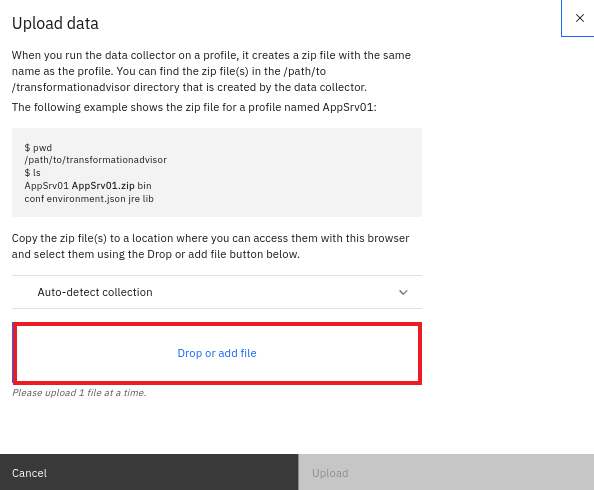 Upload data
When you run the data collector on a profile, it creates a zip file with the same
name as the profile. You can find the zip file(s) in the /path/to
/transformationadvisor directory that is created by the data collector.
The following example shows the zip file for a profile named AppSrv01:
$ pwd
/path/to/transformationadvisor
$ ls
AppSrv01 AppSrv01.zip bin
conf environment.json jre lib
Copy the zip file(s) to a location where you can access them with this browser
and select them using the Drop or add file button below.
Auto-detect collection
Drop or add file
Please upload 1 file at a time.
Cancel
Upload